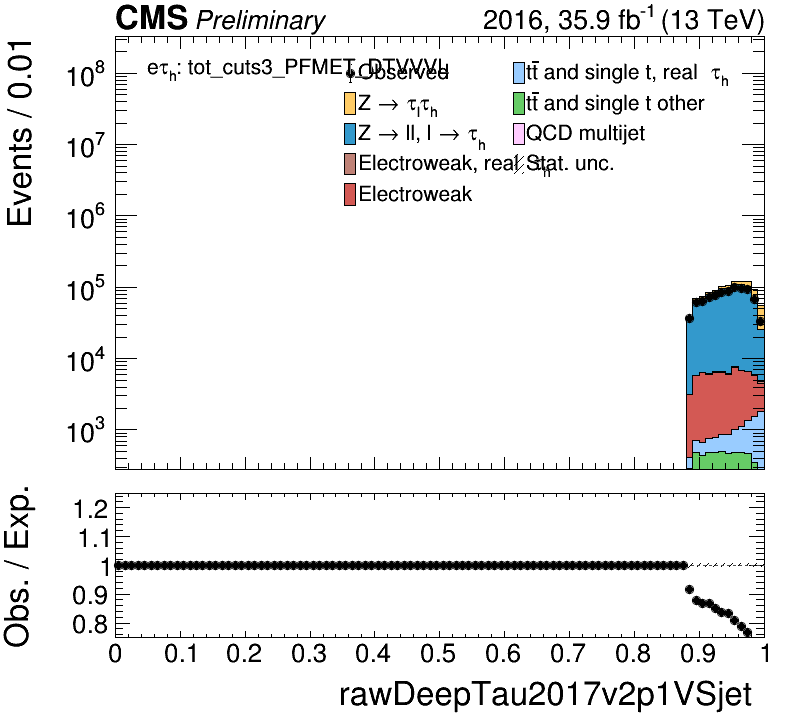 CMS Preliminary 2016, 35.9 fb⁻¹ (13 TeV)
Events / 0.01
10⁸
10⁷
10⁶
10⁵
10⁴
10³
eτₕ: tot_cuts3_PFMET_DTVVVL
Observed
Z → τₗτₕ
Z → ll, l → τₕ
Electroweak, real τₕ
Electroweak
tt̄ and single t, real τₕ
tt̄ and single t other
QCD multijet
Stat. unc.
Obs. / Exp.
1.2
1.1
1
0.9
0.8
0 0.1 0.2 0.3 0.4 0.5 0.6 0.7 0.8 0.9 1
rawDeepTau2017v2p1VSjet